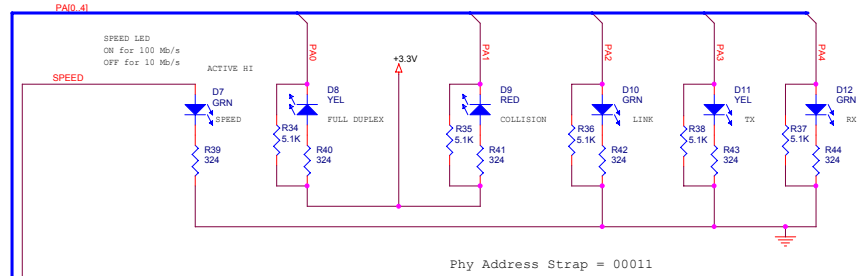 PA[0..4]
SPEED LED
ON for 100 Mb/s
OFF for 10 Mb/s
ACTIVE HI
SPEED
+3.3V
PA0
PA1
PA2
PA3
PA4
D7
GRN
SPEED
D8
YEL
FULL DUPLEX
D9
RED
COLLISION
D10
GRN
LINK
D11
YEL
TX
D12
GRN
RX
R34
5.1K
R35
5.1K
R36
5.1K
R38
5.1K
R37
5.1K
R39
324
R40
324
R41
324
R42
324
R43
324
R44
324
Phy Address Strap = 00011